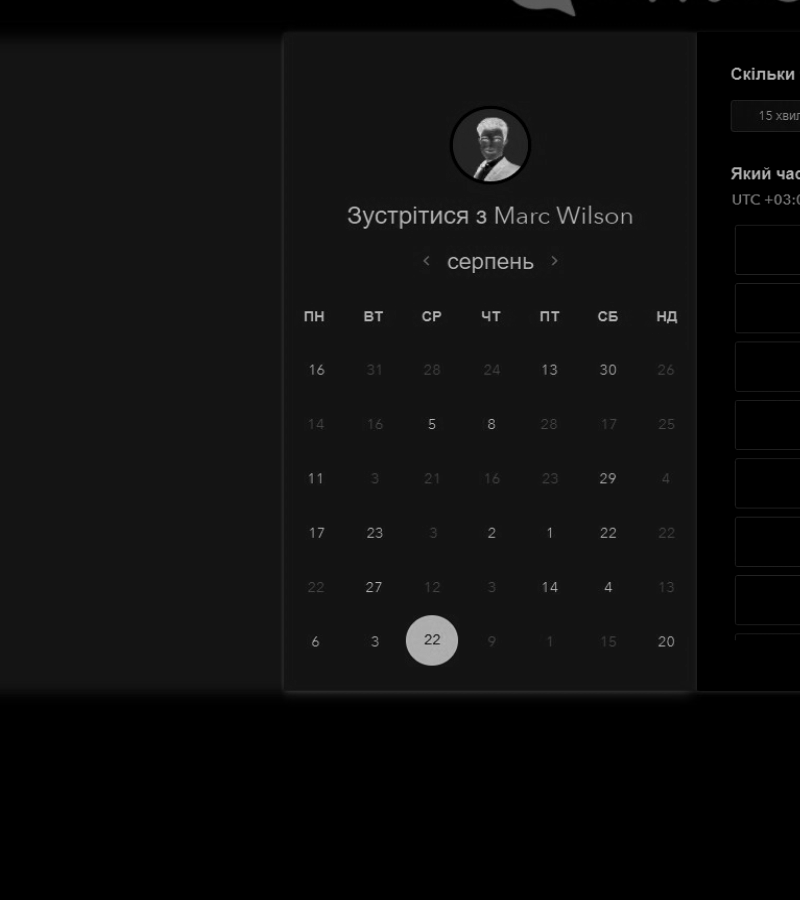 Зустрітися з Marc Wilson
серпень
ПН ВТ СР ЧТ ПТ СБ НД
16 31 28 24 13 30 26
14 16 5 8 28 17 25
11 3 21 16 23 29 4
17 23 3 2 1 22 22
22 27 12 3 14 4 13
6 3 22 9 1 15 20
Скільки
15
Який час
UTC +03: